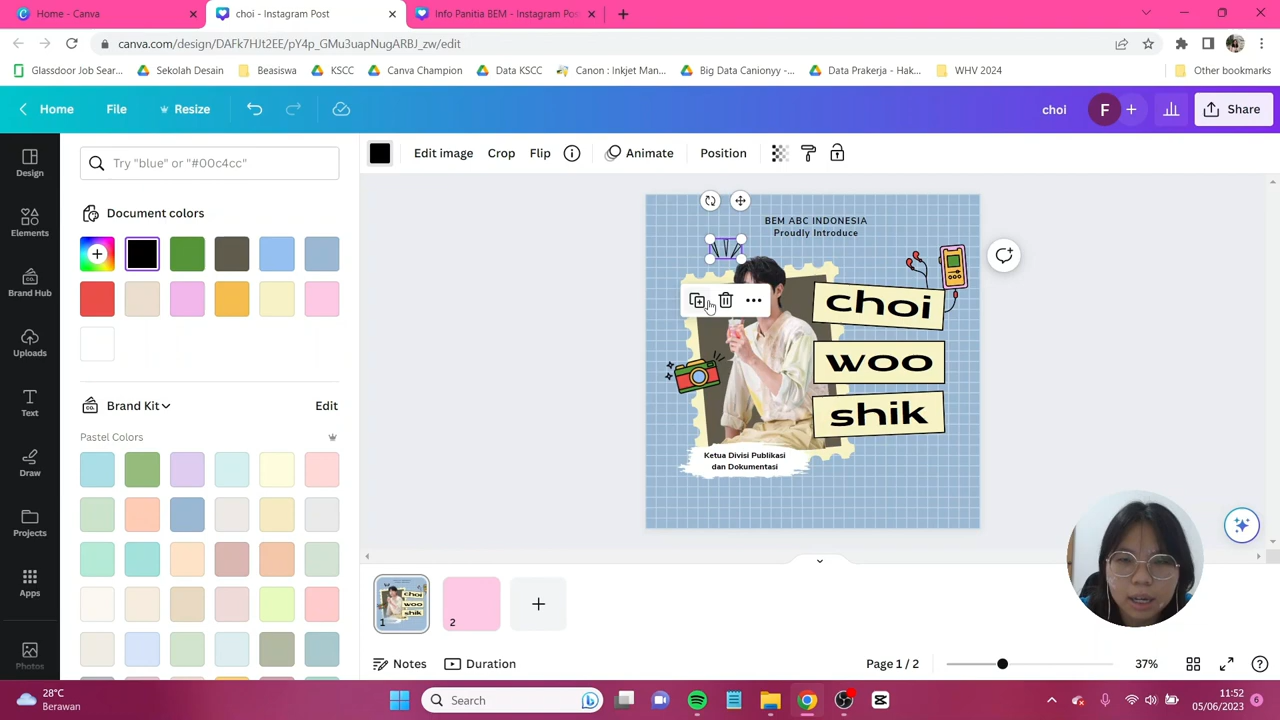 Home - Canva
choi - Instagram Post
Info Panitia BEM - Instagram Pos
canva.com/design/DAFk7HJt2EE/pY4p_GMu3uapNugARBJ_zw/edit
Glassdoor Job Sear...
Sekolah Desain
Beasiswa
KSCC
Canva Champion
Data KSCC
Canon : Inkjet Man...
Big Data Canionyy -...
Data Prakerja - Hak...
WHV 2024
Other bookmarks
Home
File
Resize
choi
F
Share
Edit image
Crop
Flip
Animate
Position
Design
Elements
Brand Hub
Uploads
Text
Draw
Projects
Apps
Photos
Try "blue" or "#00c4cc"
Document colors
Brand Kit
Edit
Pastel Colors
BEM ABC INDONESIA
Proudly Introduce
choi
woo
shik
Ketua Divisi Publikasi
dan Dokumentasi
1
2
Notes
Duration
Page 1 / 2
37%
28°C
Berawan
Search
11:52
05/06/2023
6